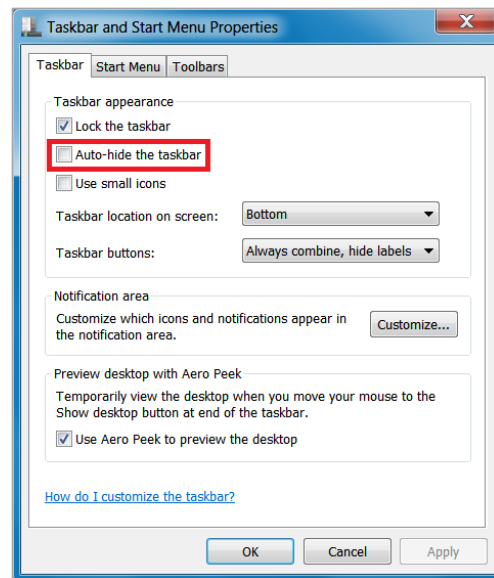 Taskbar and Start Menu Properties
X
Taskbar Start Menu Toolbars
Taskbar appearance
Lock the taskbar
Auto-hide the taskbar
Use small icons
Taskbar location on screen: Bottom
Taskbar buttons: Always combine, hide labels
Notification area
Customize which icons and notifications appear in
the notification area.
Customize...
Preview desktop with Aero Peek
Temporarily view the desktop when you move your mouse to the
Show desktop button at end of the taskbar.
Use Aero Peek to preview the desktop
How do I customize the taskbar?
OK Cancel Apply